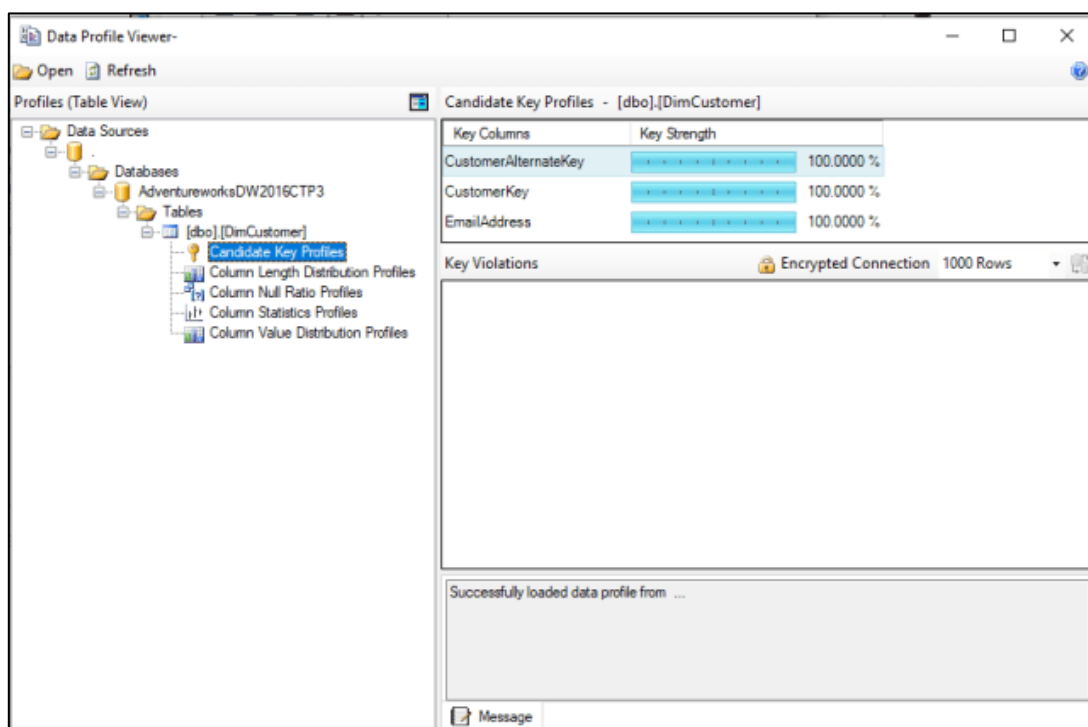 Data Profile Viewer-
Open Refresh
Profiles (Table View)
Data Sources
.
Databases
AdventureworksDW2016CTP3
Tables
[dbo].[DimCustomer]
Candidate Key Profiles
Column Length Distribution Profiles
Column Null Ratio Profiles
Column Statistics Profiles
Column Value Distribution Profiles
Candidate Key Profiles - [dbo].[DimCustomer]
Key Columns Key Strength
CustomerAlternateKey 100.0000 %
CustomerKey 100.0000 %
EmailAddress 100.0000 %
Key Violations Encrypted Connection 1000 Rows
Successfully loaded data profile from ...
Message